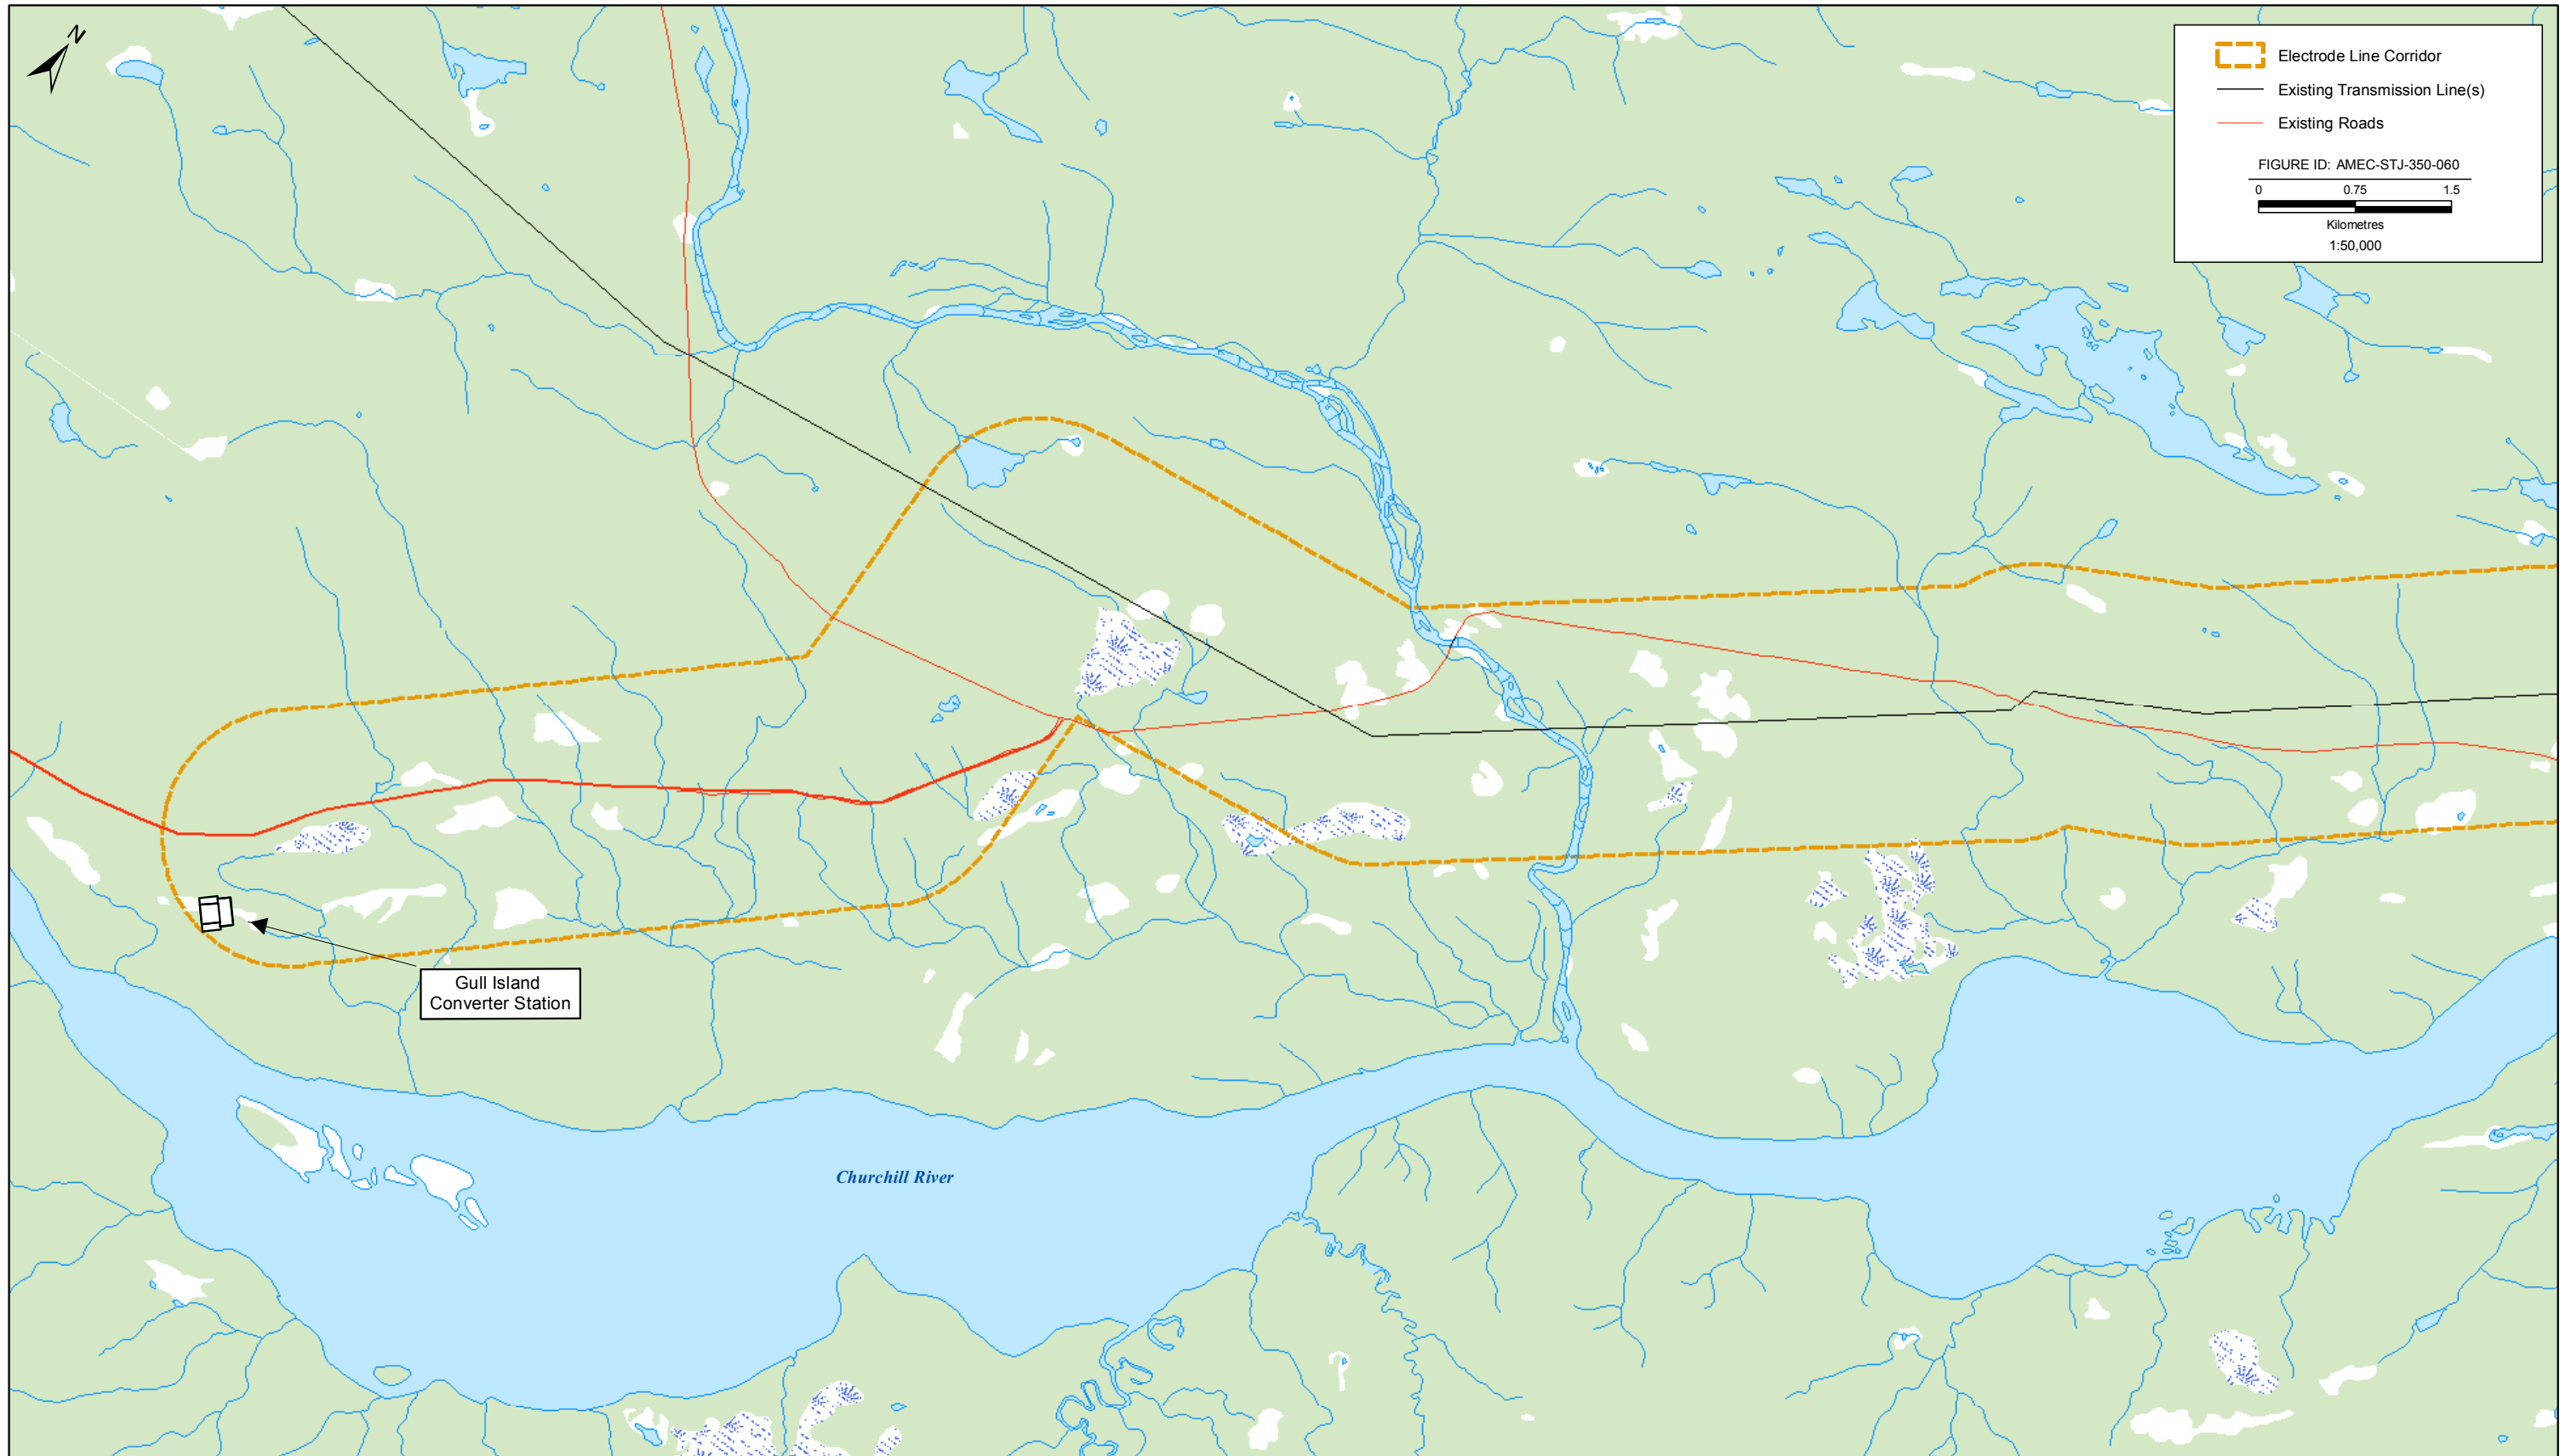 N
Electrode Line Corridor
Existing Transmission Line(s)
Existing Roads
FIGURE ID: AMEC-STJ-350-060
0 0.75 1.5
Kilometres
1:50,000
Gull Island
Converter Station
Churchill River